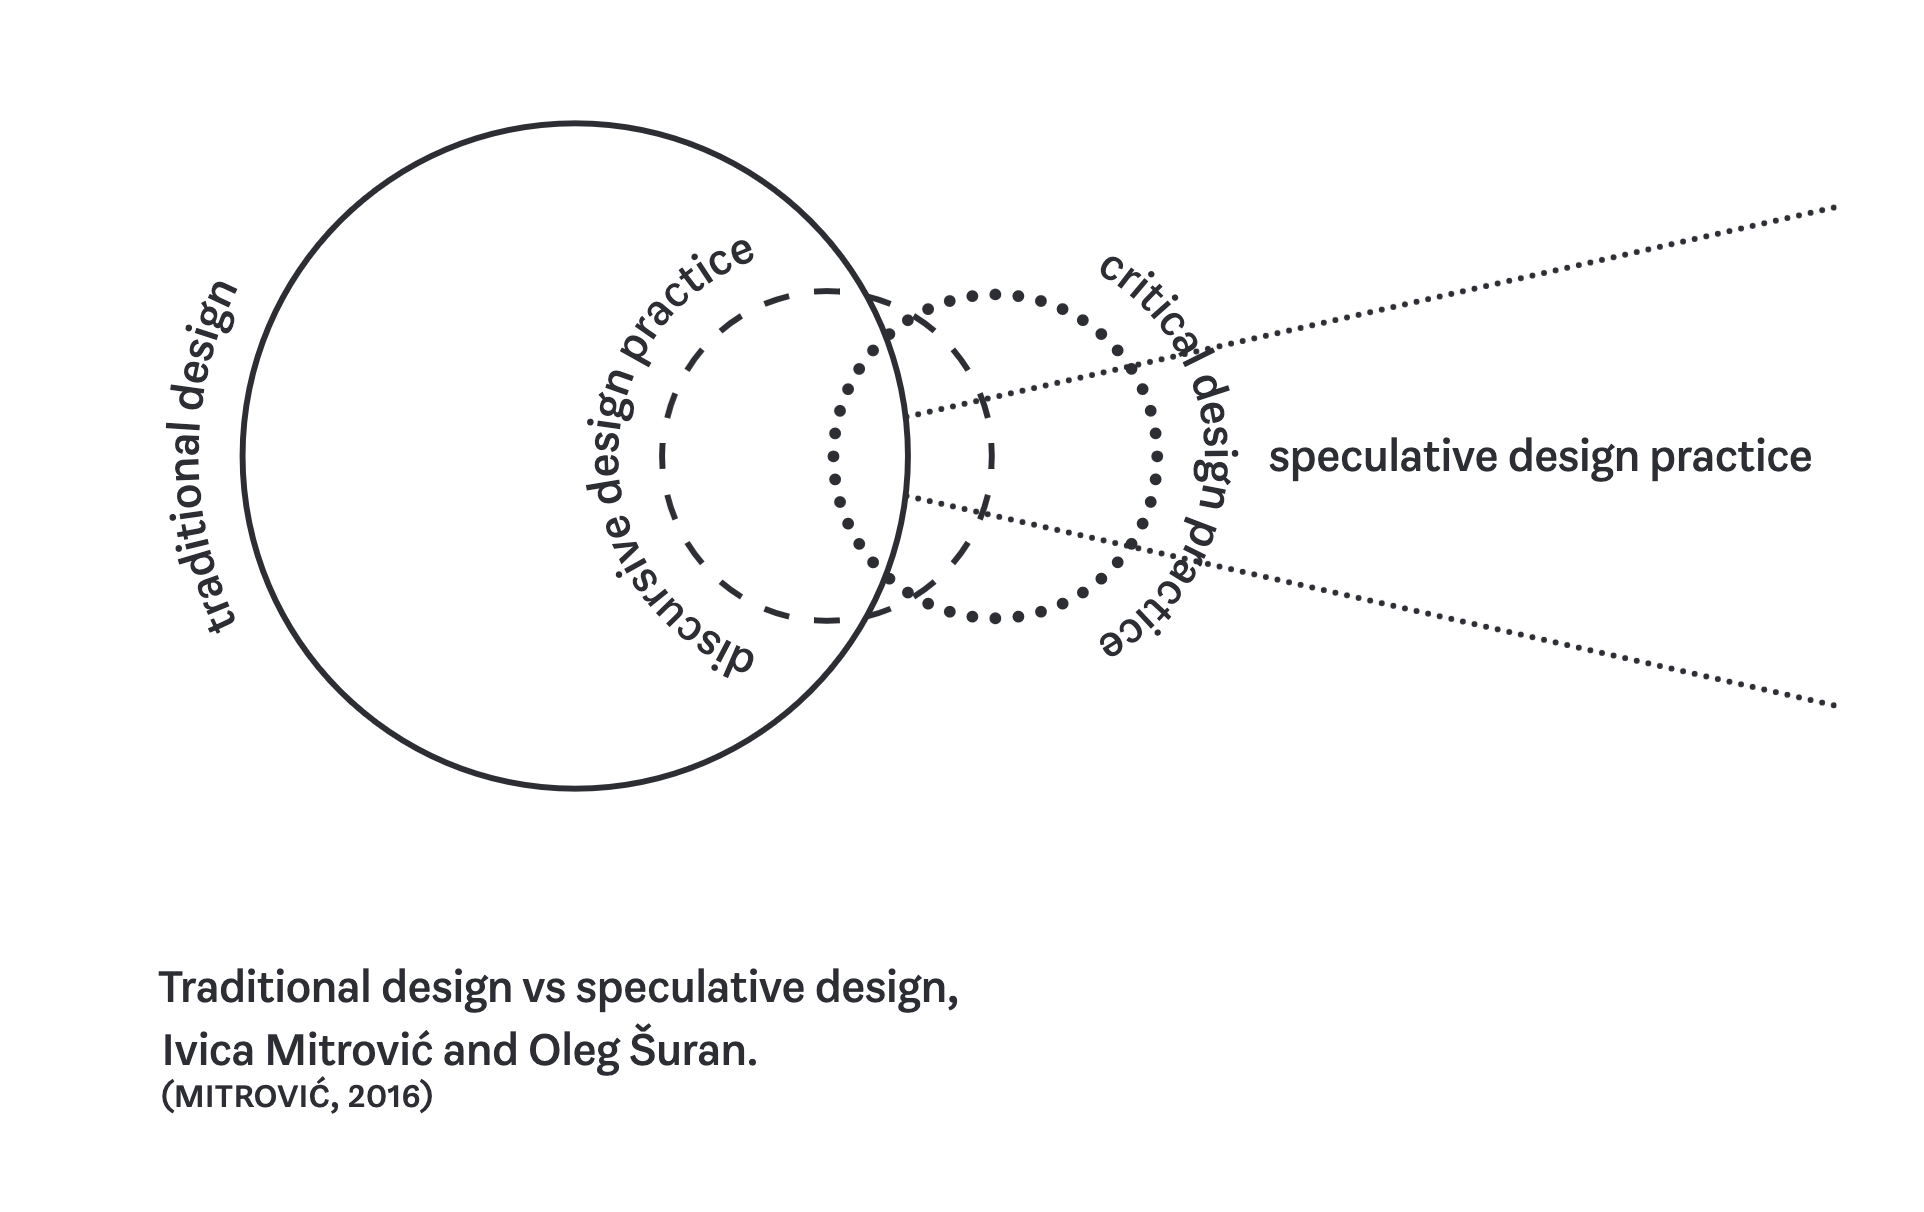 traditional design
discursive design practice
critical design practice
speculative design practice
Traditional design vs speculative design,
Ivica Mitrović and Oleg Šuran.
(MITROVIĆ, 2016)